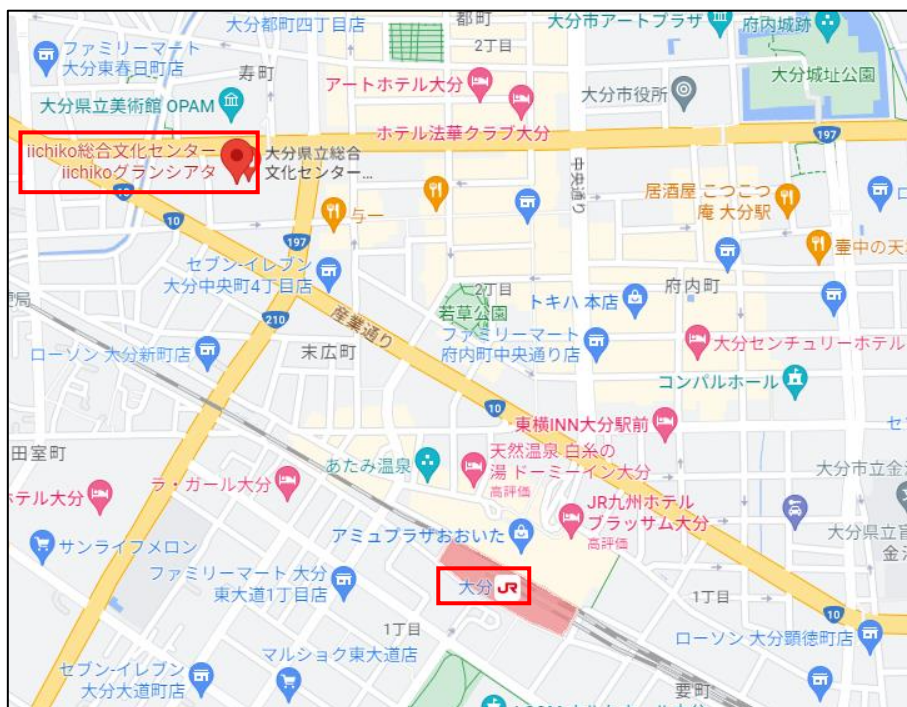 大分都町四丁目店
都町
2丁目
大分市アートプラザ
府内城跡
ファミリーマート
大分東春日町店
寿町
アートホテル大分
大分城址公園
大分県立美術館 OPAM
大分市役所
ホテル法華クラブ大分
197
iichiko総合文化センター
iichikoグランシアタ
大分県立総合
文化センター...
中央通り
10
10
与一
居酒屋 こつこつ
庵 大分駅
197
壷中の天
セブン-イレブン
大分中央町4丁目店
2丁目
トキハ 本店
府内町
210
産業通り
若草公園
ファミリーマート
府内町中央通り店
ローソン 大分新町店
末広町
大分センチュリーホテル
コンパルホール
10
東横INN大分駅前
田室町
あたみ温泉
天然温泉 白糸の
湯 ドーミーイン大分
高評価
大分市立金
ホテル大分
ラ・ガール大分
JR九州ホテル
ブラッサム大分
高評価
サンライフメロン
アミュプラザおおいた
大分県立盲
金池
ファミリーマート 大分
東大道1丁目店
大分 JR
1丁目
10
1丁目
ローソン 大分顕徳町店
マルショク東大道店
セブン-イレブン
大分大道町店
要町